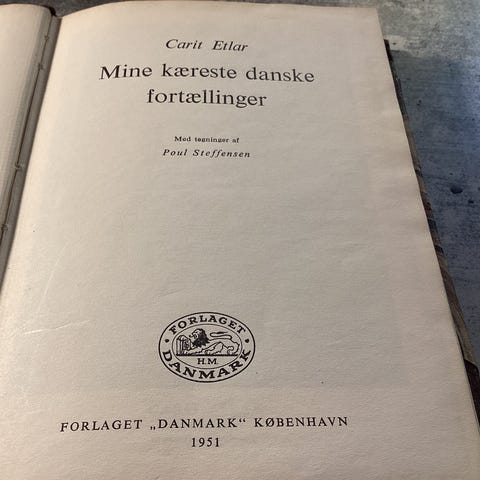 Carit Etlar
Mine kæreste danske
fortællinger
Med tegninger af
Poul Steffensen
FORLAGET
H.M.
DANMARK
FORLAGET „DANMARK“ KØBENHAVN
1951